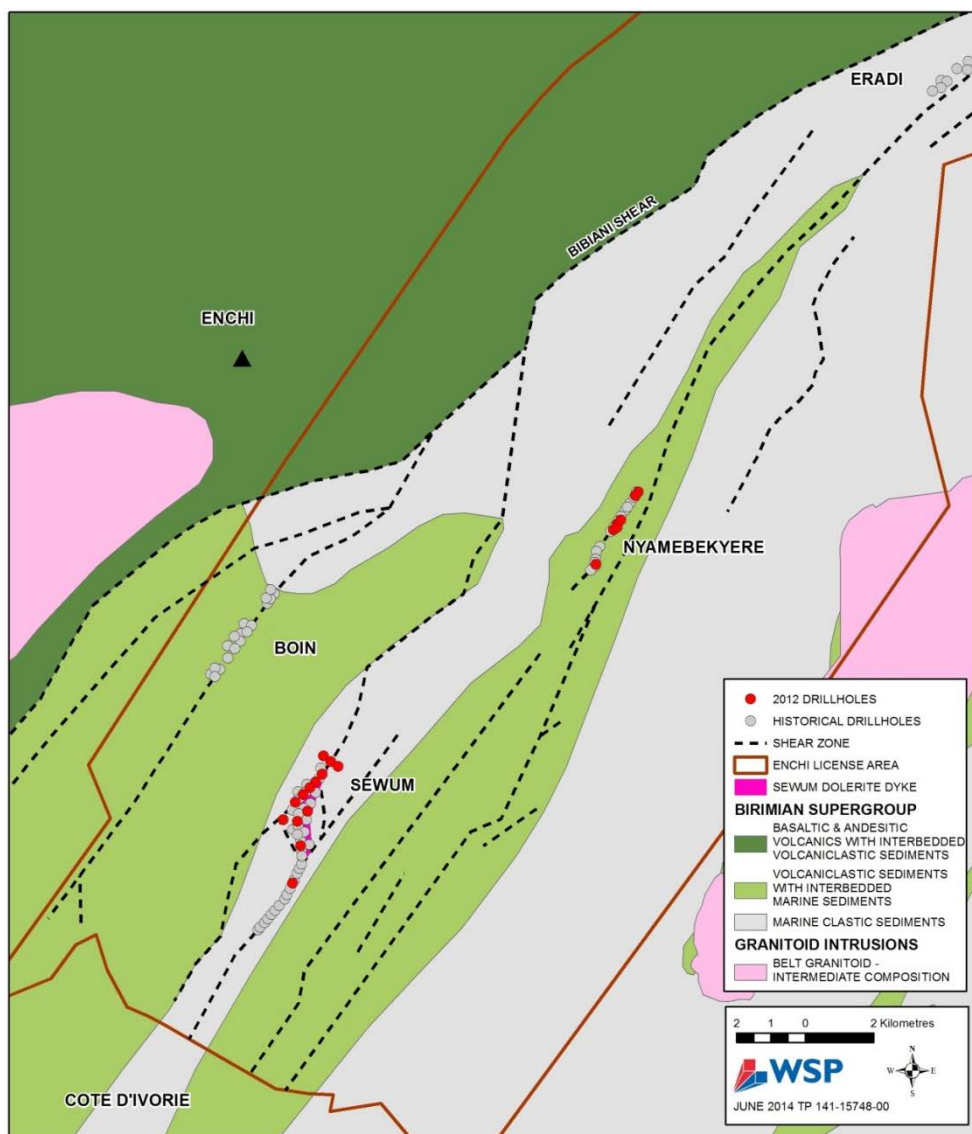 ERADI
BIBIANI SHEAR
ENCHI
NYAMEBEKYERE
BOIN
SEWUM
COTE D'IVORIE
2012 DRILLHOLES
HISTORICAL DRILLHOLES
SHEAR ZONE
ENCHI LICENSE AREA
SEWUM DOLERITE DYKE
BIRIMIAN SUPERGROUP
BASALTIC & ANDESITIC
VOLCANICS WITH INTERBEDDED
VOLCANICLASTIC SEDIMENTS
VOLCANICLASTIC SEDIMENTS
WITH INTERBEDDED
MARINE SEDIMENTS
MARINE CLASTIC SEDIMENTS
GRANITOID INTRUSIONS
BELT GRANITOID -
INTERMEDIATE COMPOSITION
2 1 0 2 Kilometres
WSP
N
W E
S
JUNE 2014 TP 141-15748-00